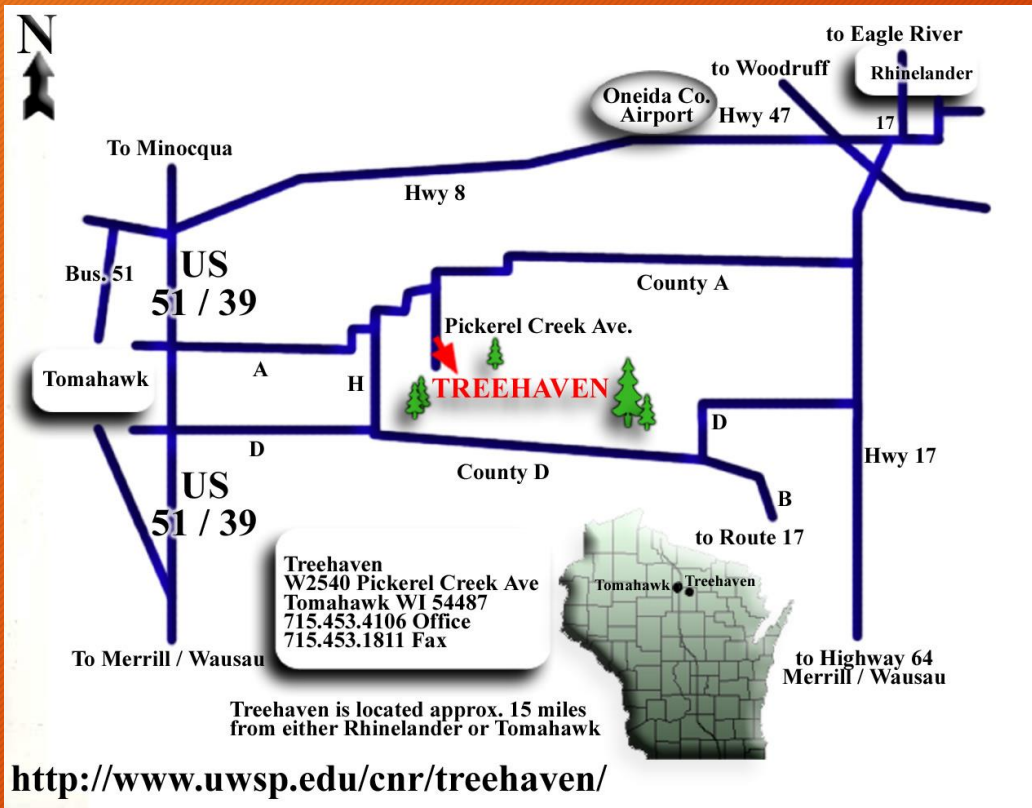 N
to Eagle River
to Woodruff
Rhinelander
Oneida Co.
Airport
Hwy 47
17
To Minocqua
Hwy 8
Bus. 51
US
51 / 39
County A
Pickerel Creek Ave.
Tomahawk
A
H
TREEHAVEN
D
D
County D
Hwy 17
US
51 / 39
B
to Route 17
Treehaven
W2540 Pickerel Creek Ave
Tomahawk WI 54487
715.453.4106 Office
715.453.1811 Fax
Tomahawk
Treehaven
To Merrill / Wausau
to Highway 64
Merrill / Wausau
Treehaven is located approx. 15 miles
from either Rhinelander or Tomahawk
http://www.uwsp.edu/cnr/treehaven/